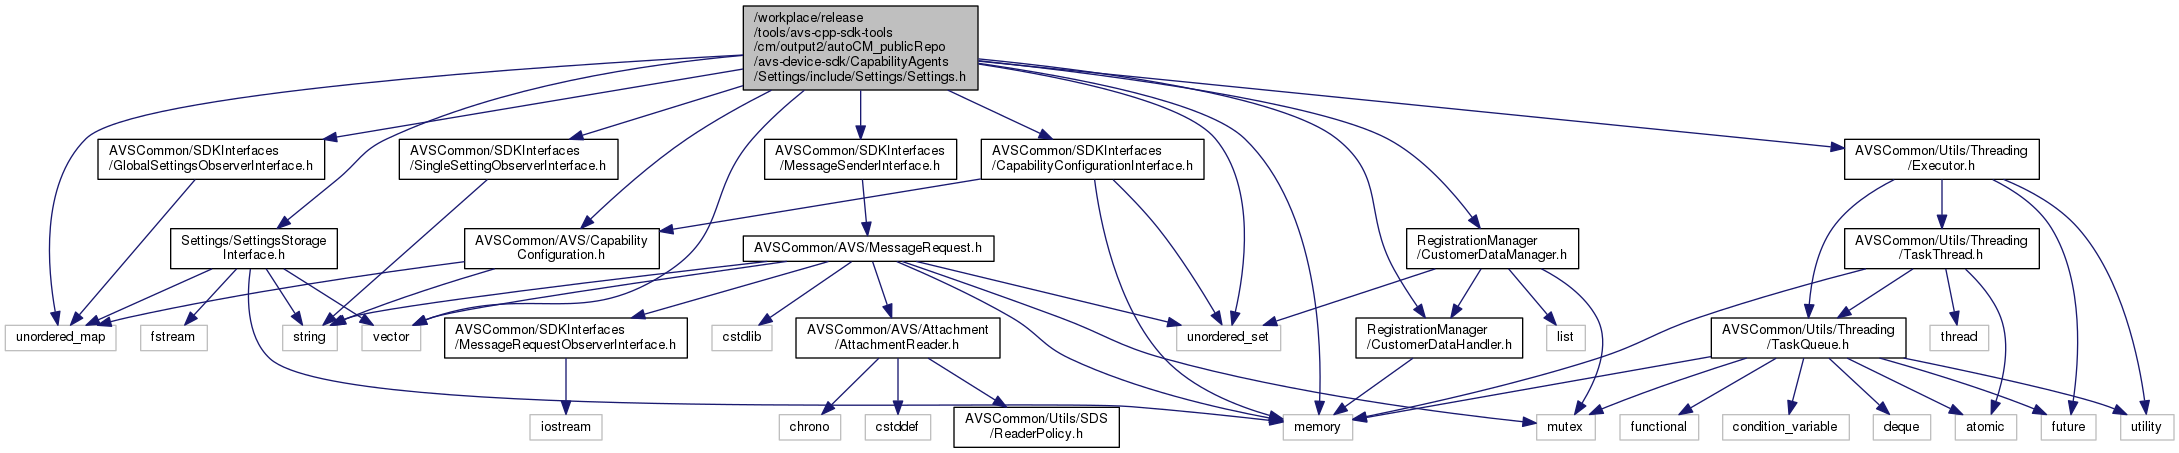 /workplace/release
/tools/avs-cpp-sdk-tools
/cm/output2/autoCM_publicRepo
/avs-device-sdk/CapabilityAgents
/Settings/include/Settings/Settings.h
AVSCommon/SDKInterfaces
/GlobalSettingsObserverInterface.h
AVSCommon/SDKInterfaces
/SingleSettingObserverInterface.h
AVSCommon/SDKInterfaces
/MessageSenderInterface.h
AVSCommon/SDKInterfaces
/CapabilityConfigurationInterface.h
AVSCommon/Utils/Threading
/Executor.h
Settings/SettingsStorage
Interface.h
AVSCommon/AVS/Capability
Configuration.h
AVSCommon/AVS/MessageRequest.h
RegistrationManager
/CustomerDataManager.h
AVSCommon/Utils/Threading
/TaskThread.h
unordered_map
fstream
string
vector
AVSCommon/SDKInterfaces
/MessageRequestObserverInterface.h
cstdlib
AVSCommon/AVS/Attachment
/AttachmentReader.h
unordered_set
RegistrationManager
/CustomerDataHandler.h
list
AVSCommon/Utils/Threading
/TaskQueue.h
thread
iostream
chrono
cstddef
AVSCommon/Utils/SDS
/ReaderPolicy.h
memory
mutex
functional
condition_variable
deque
atomic
future
utility